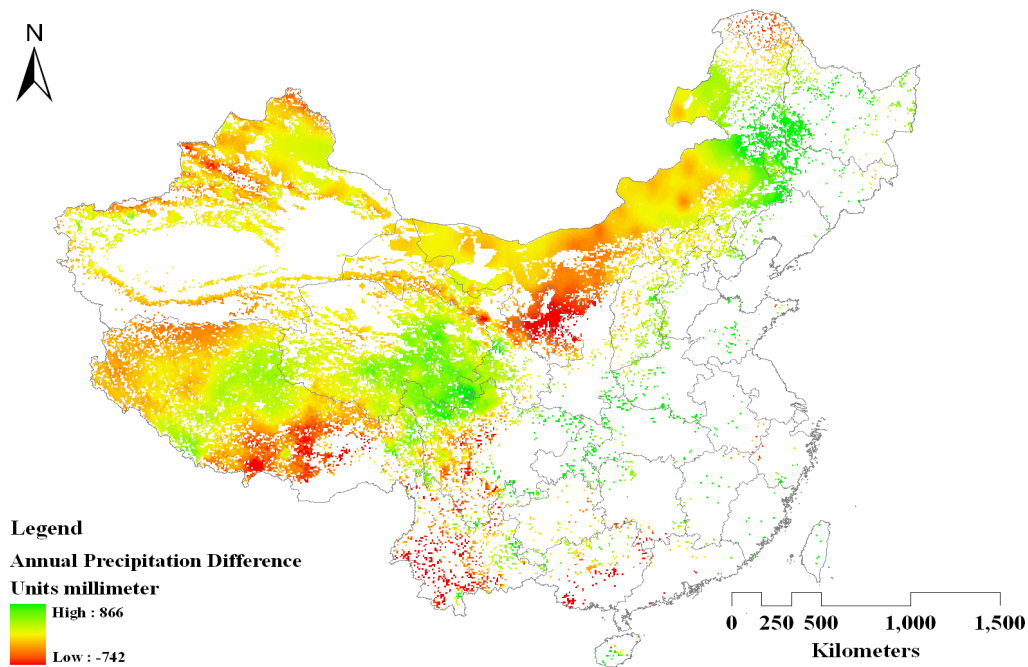 N
Legend
Annual Precipitation Difference
Units millimeter
High : 866
Low : -742
0 250 500 1,000 1,500
Kilometers